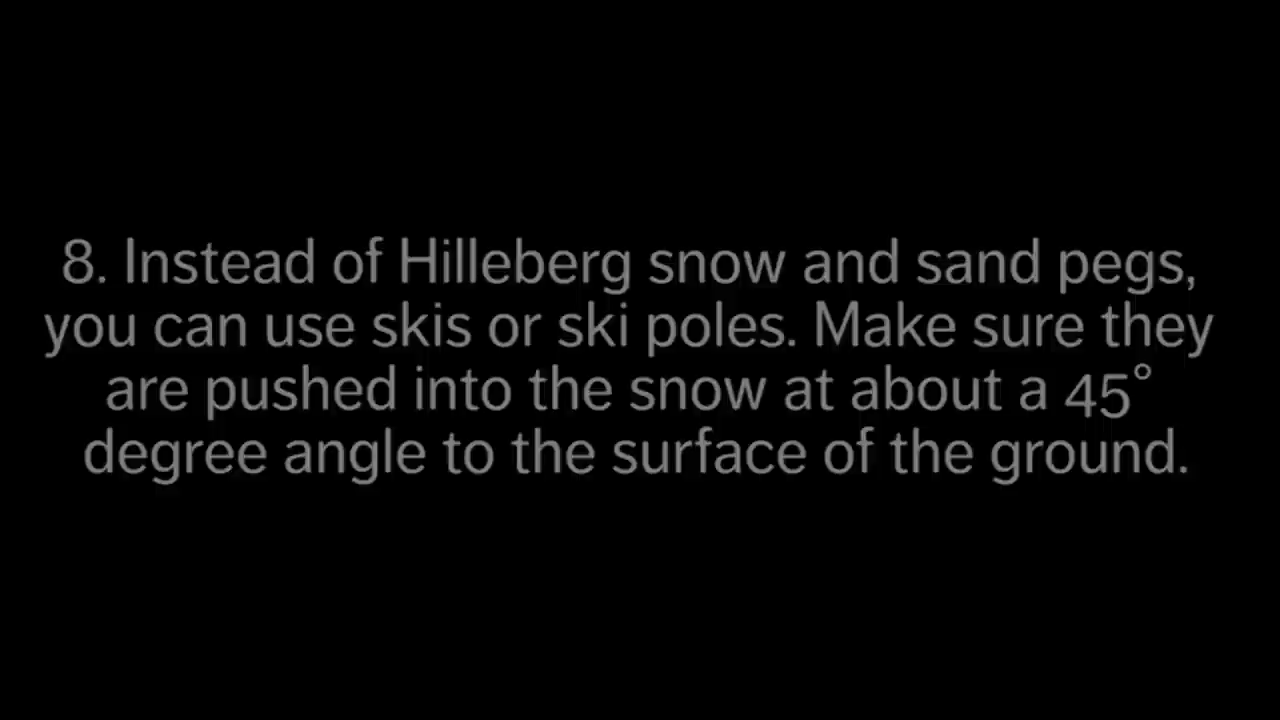 8. Instead of Hilleberg snow and sand pegs,
you can use skis or ski poles. Make sure they
are pushed into the snow at about a 45°
degree angle to the surface of the ground.